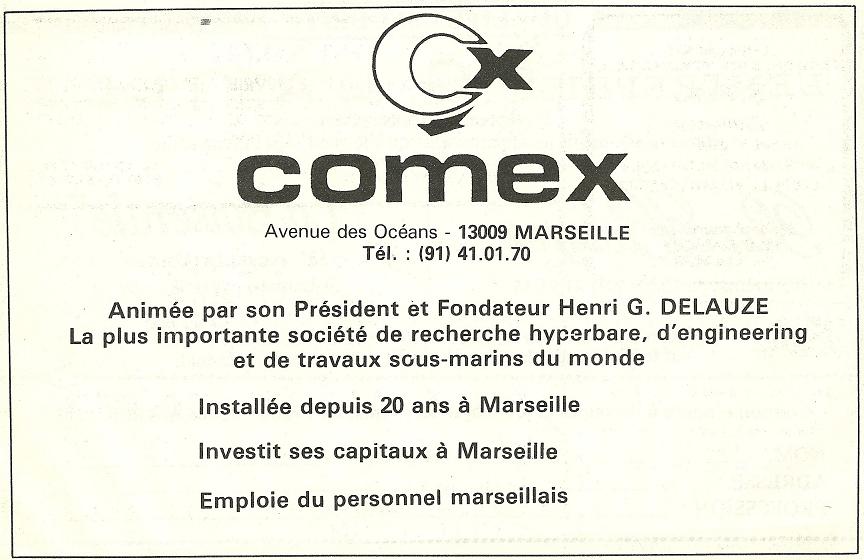 Cx
comex
Avenue des Océans - 13009 MARSEILLE
Tél. : (91) 41.01.70
Animée par son Président et Fondateur Henri G. DELAUZE
La plus importante société de recherche hyperbare, d'engineering
et de travaux sous-marins du monde
Installée depuis 20 ans à Marseille
Investit ses capitaux à Marseille
Emploie du personnel marseillais